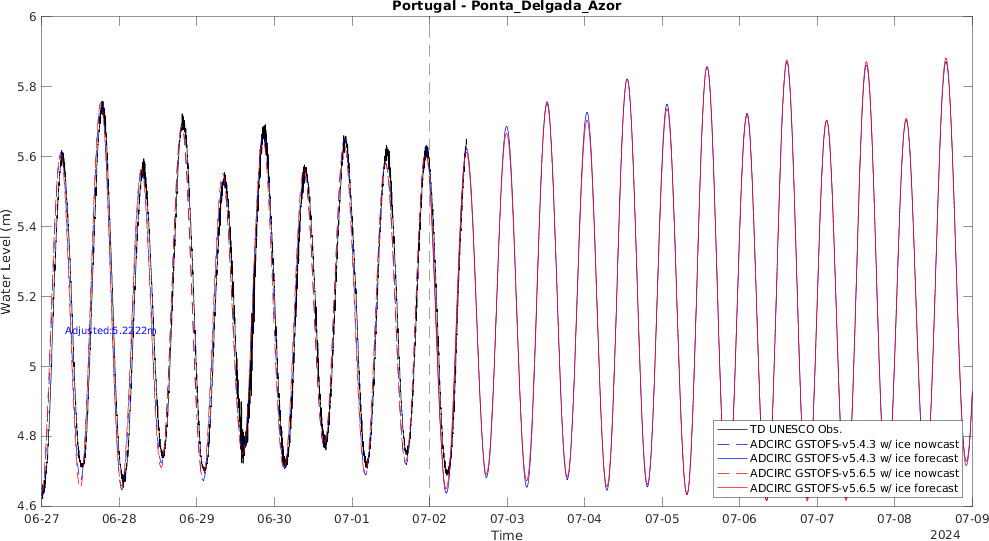 Portugal - Ponta_Delgada_Azor
6
5.8
5.6
5.4
5.2
5
4.8
4.6
Water Level (m)
Adjusted:5.2222m
TD UNESCO Obs.
ADCIRC GSTOFS-v5.4.3 w/ ice nowcast
ADCIRC GSTOFS-v5.4.3 w/ ice forecast
ADCIRC GSTOFS-v5.6.5 w/ ice nowcast
ADCIRC GSTOFS-v5.6.5 w/ ice forecast
06-27 06-28 06-29 06-30 07-01 07-02 07-03 07-04 07-05 07-06 07-07 07-08 07-09
Time
2024